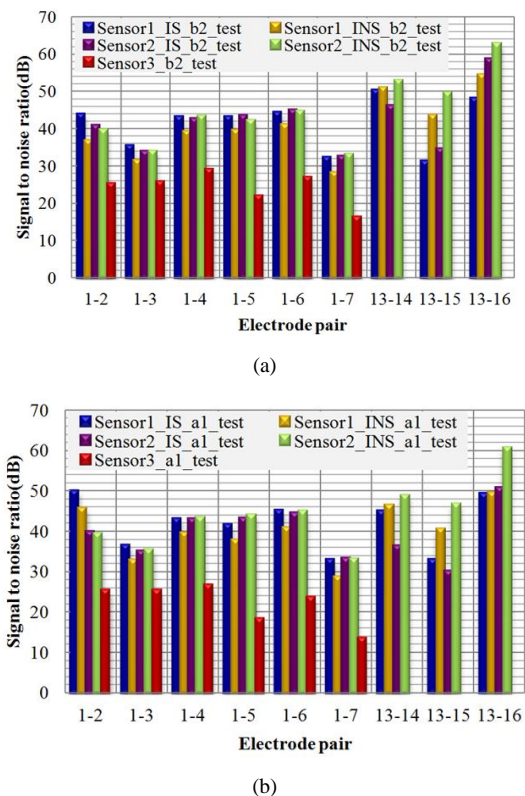 70
60
50
40
30
20
10
0
Signal to noise ratio(dB)
Sensor1_IS_b2_test Sensor1_INS_b2_test
Sensor2_IS_b2_test Sensor2_INS_b2_test
Sensor3_b2_test
1-2 1-3 1-4 1-5 1-6 1-7 13-14 13-15 13-16
Electrode pair
(a)
70
60
50
40
30
20
10
0
Signal to noise ratio(dB)
Sensor1_IS_a1_test Sensor1_INS_a1_test
Sensor2_IS_a1_test Sensor2_INS_a1_test
Sensor3_a1_test
1-2 1-3 1-4 1-5 1-6 1-7 13-14 13-15 13-16
Electrode pair
(b)